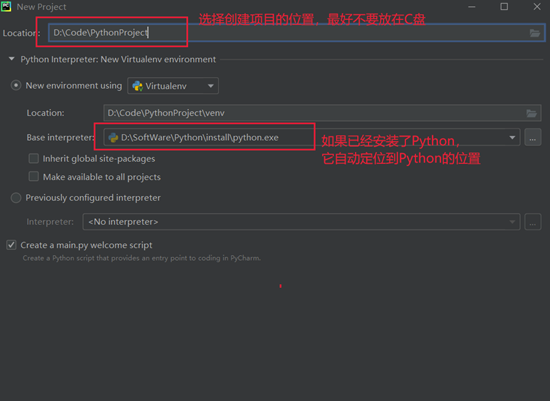 New Project
选择创建项目的位置，最好不要放在C盘
Location: D:\Code\PythonProject
Python Interpreter: New Virtualenv environment
New environment using Virtualenv
Location: D:\Code\PythonProject\venv
Base interpreter: D:\SoftWare\Python\install\python.exe ...
如果已经安装了Python，
它自动定位到Python的位置
Inherit global site-packages
Make available to all projects
Previously configured interpreter
Interpreter: <No interpreter> ...
Create a main.py welcome script
Create a Python script that provides an entry point to coding in PyCharm.